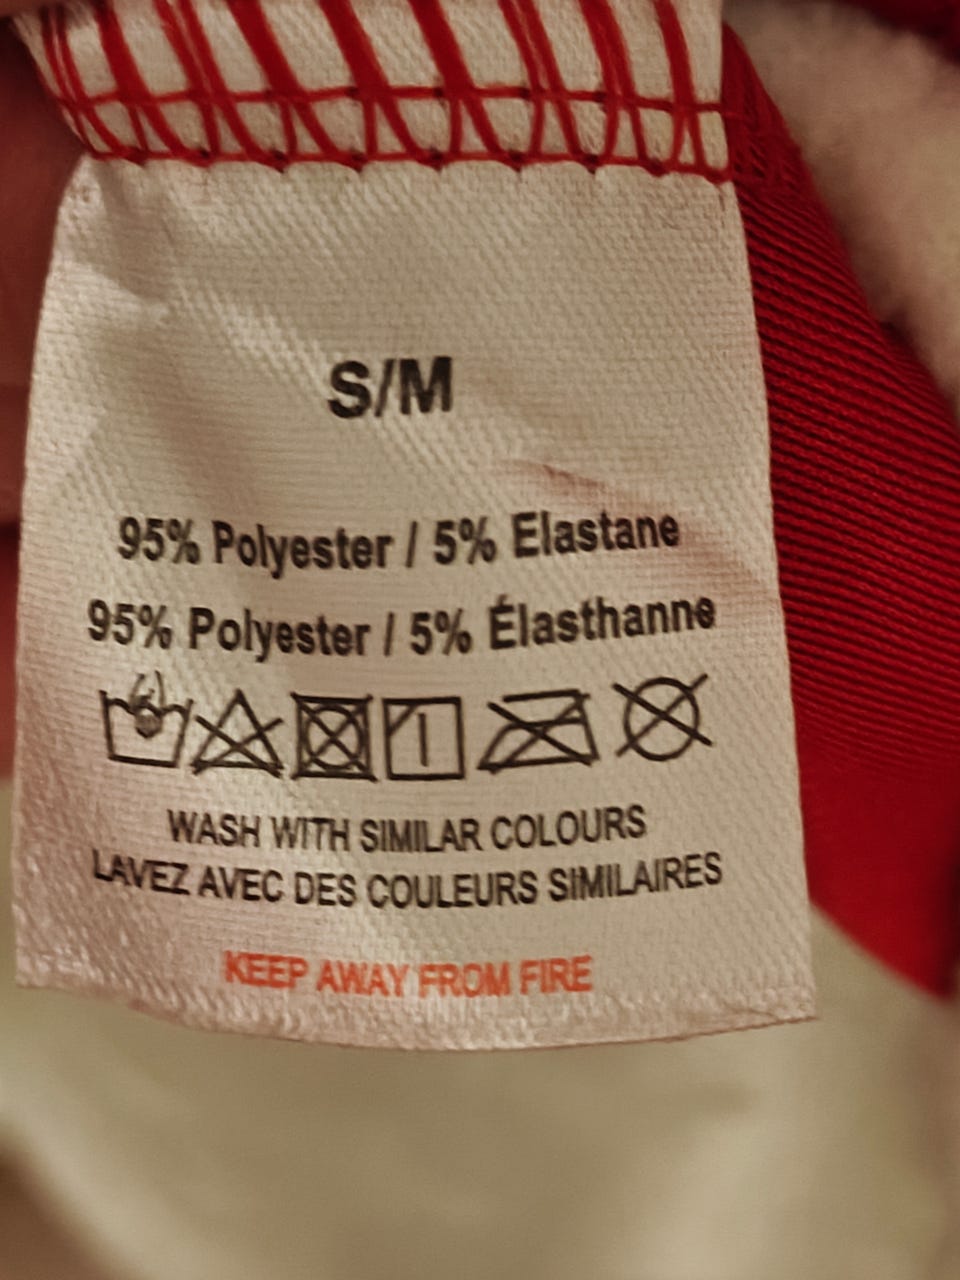 S/M
95% Polyester / 5% Elastane
95% Polyester / 5% Élasthanne
WASH WITH SIMILAR COLOURS
LAVEZ AVEC DES COULEURS SIMILAIRES
KEEP AWAY FROM FIRE